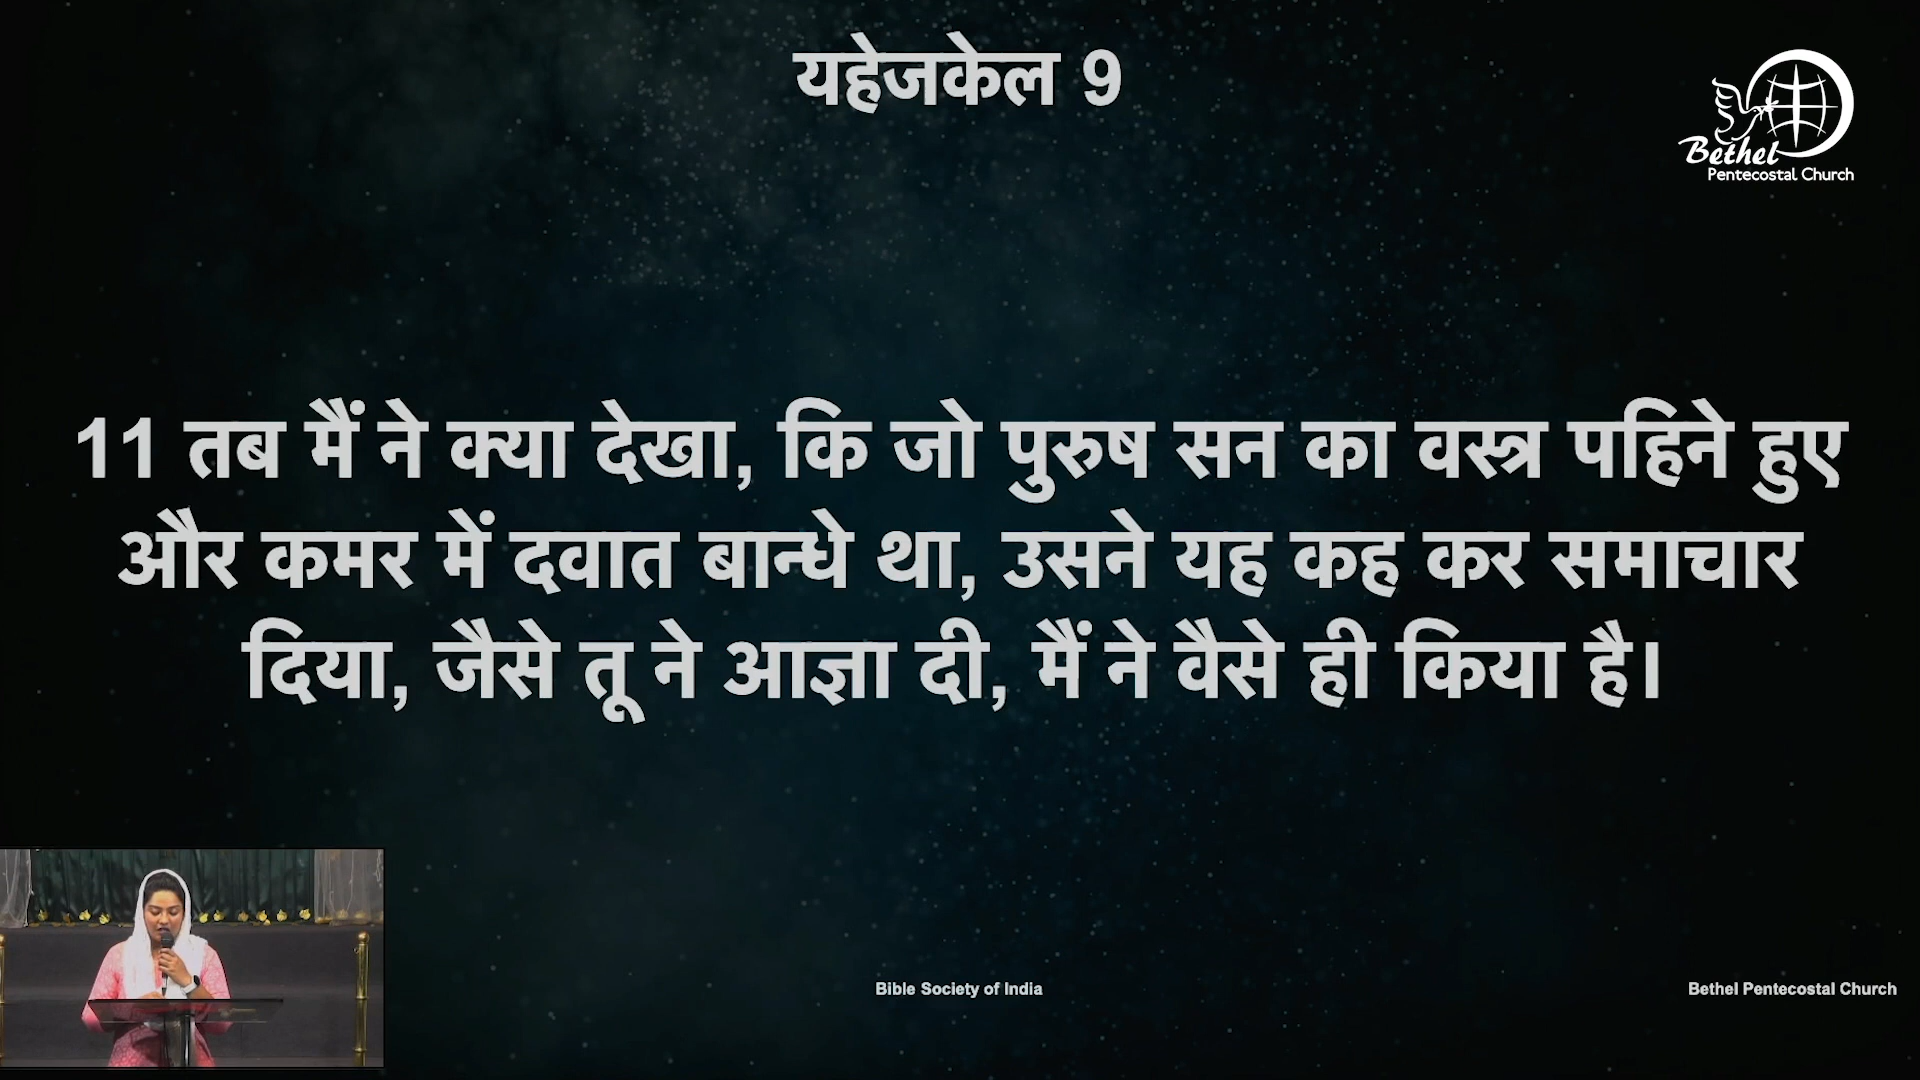 यहेजकेल 9
Bethel
Pentecostal Church
11 तब मैं ने क्या देखा, कि जो पुरुष सन का वस्त्र पहिने हुए
और कमर में दवात बान्धे था, उसने यह कह कर समाचार
दिया, जैसे तू ने आज्ञा दी, मैं ने वैसे ही किया है।
Bible Society of India
Bethel Pentecostal Church